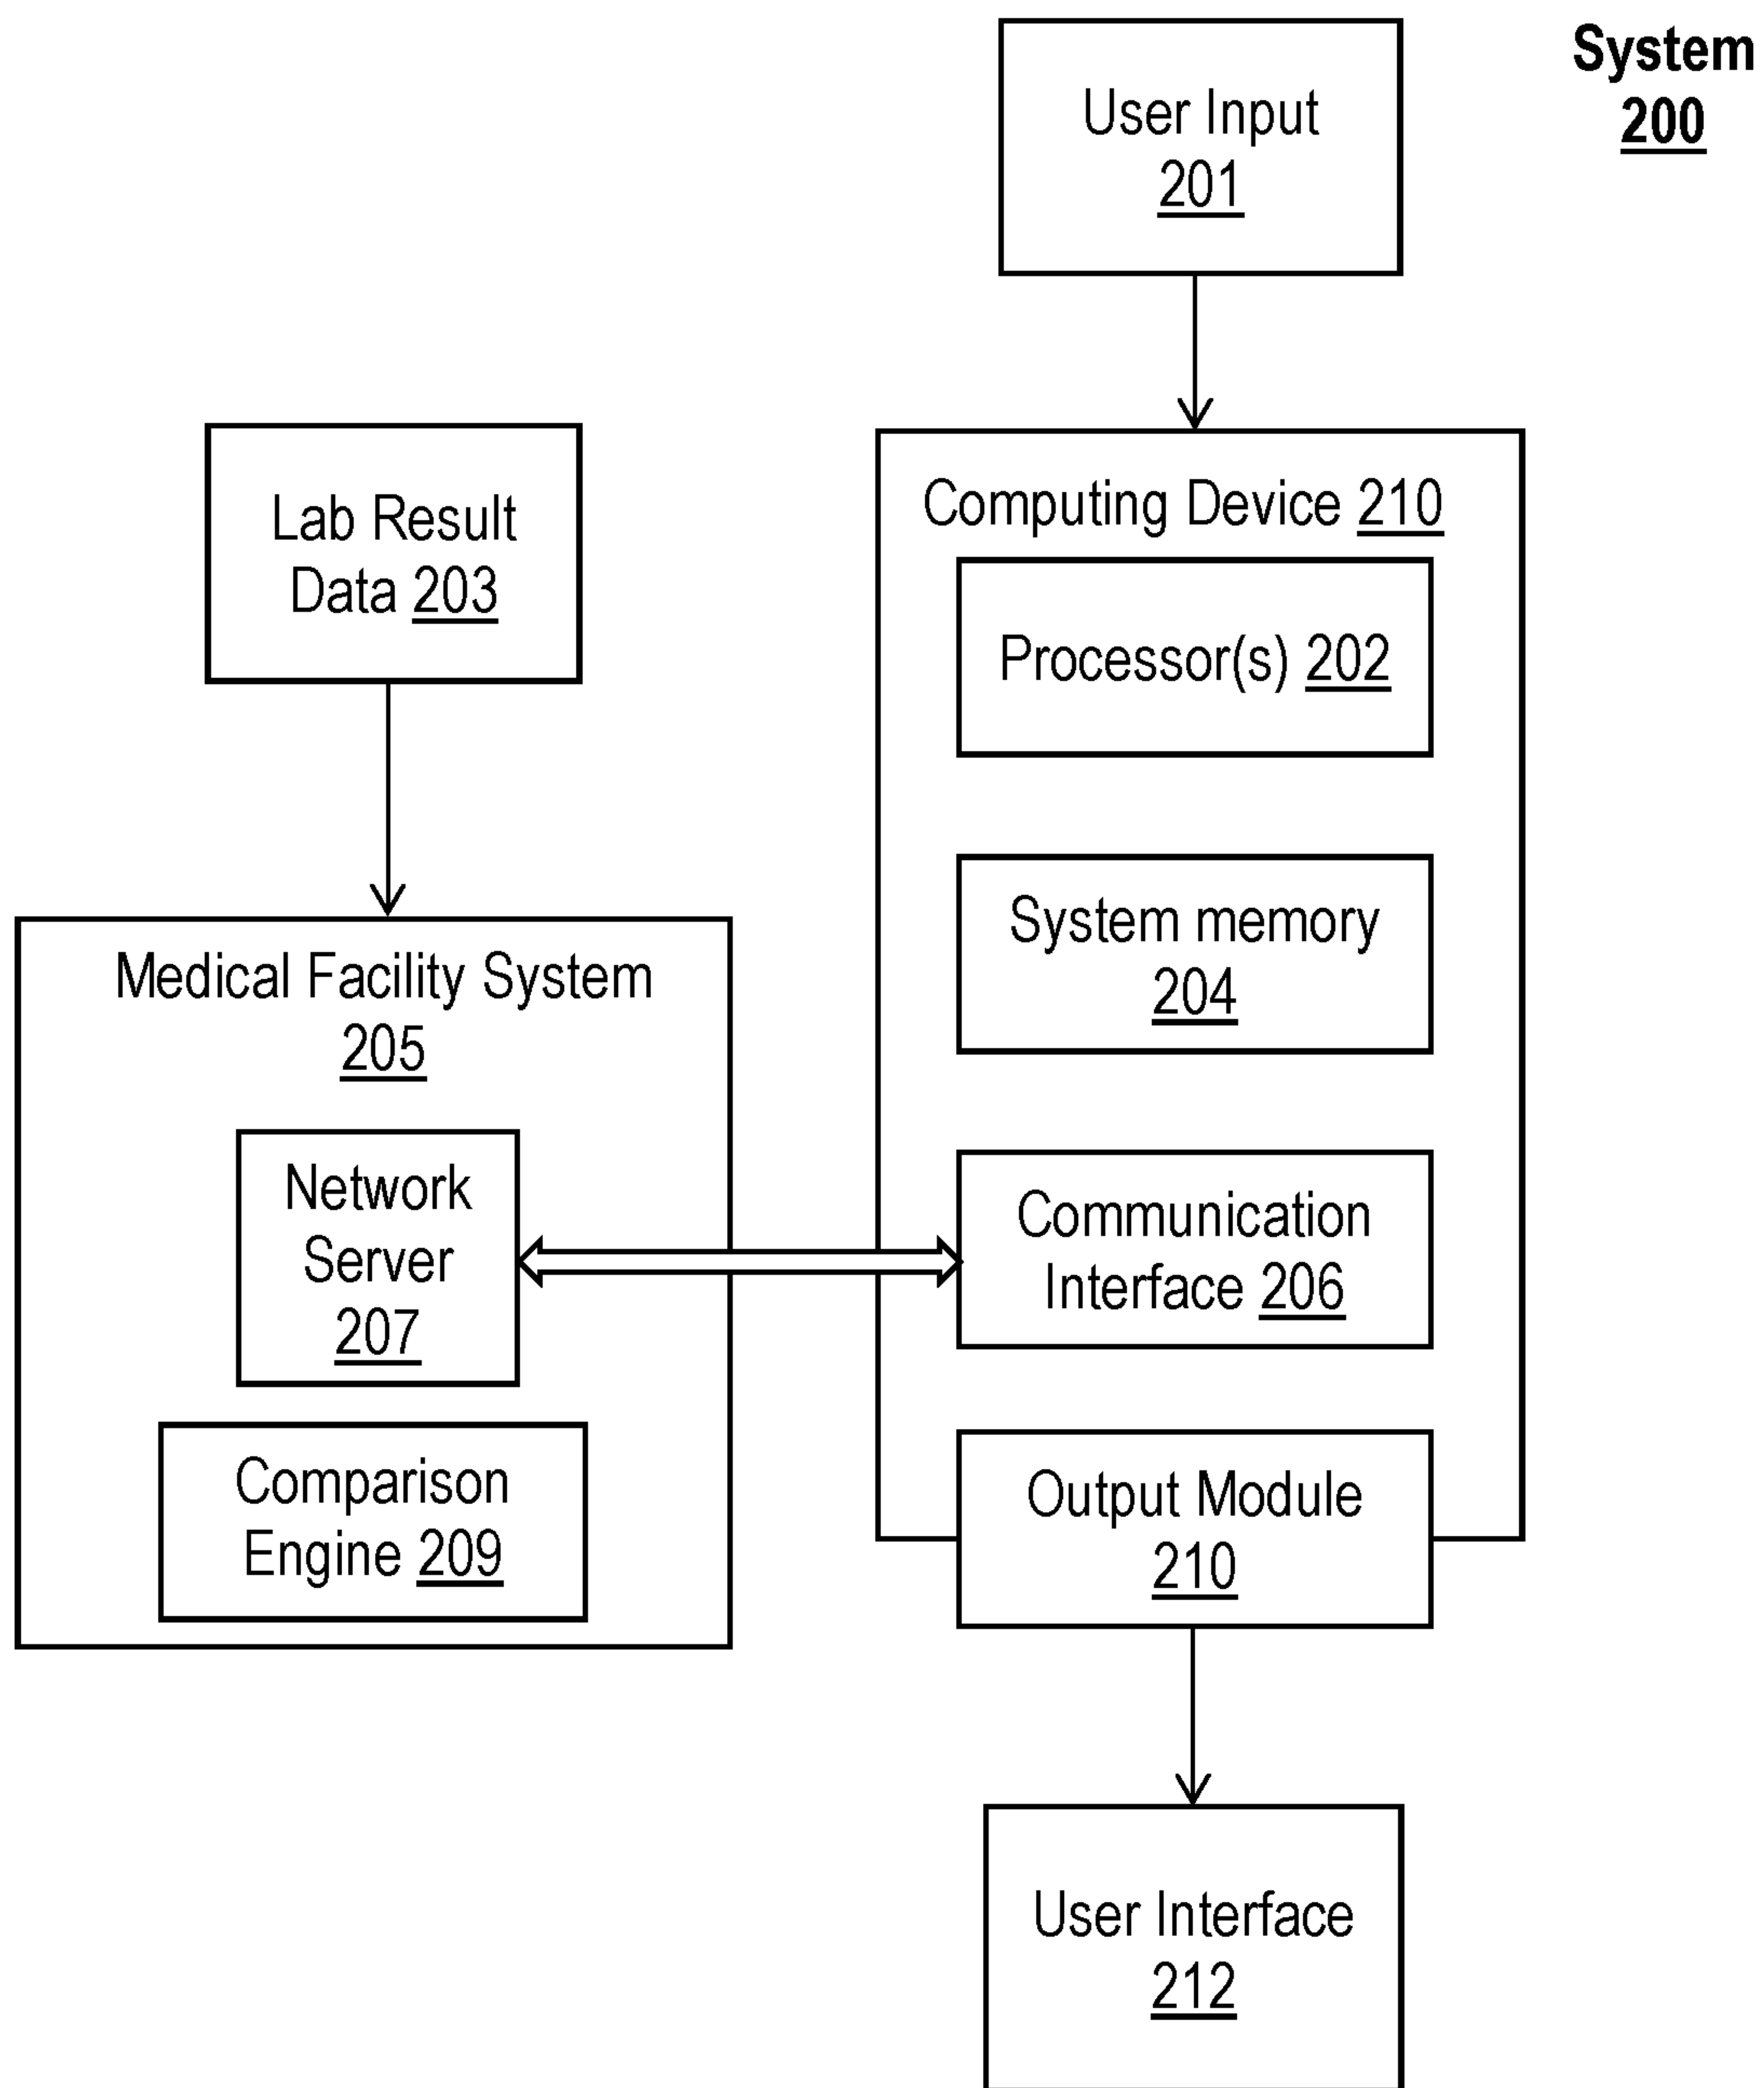 System
200
User Input
201
Lab Result
Data 203
Computing Device 210
Processor(s) 202
System memory
204
Medical Facility System
205
Network
Server
207
Communication
Interface 206
Comparison
Engine 209
Output Module
210
User Interface
212